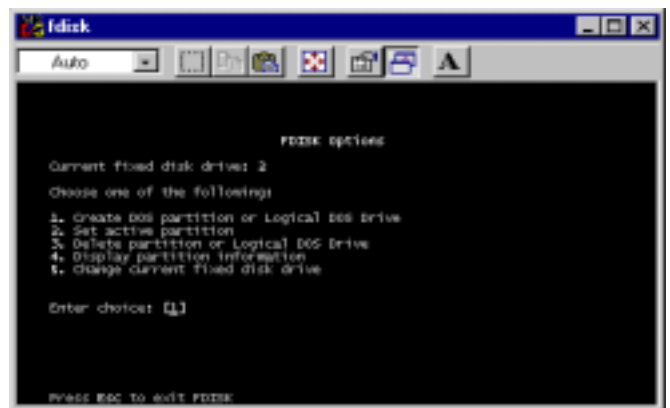 fdisk
Auto
A
FDISK Options
Current fixed disk drive: 2
Choose one of the following:
1. Create DOS partition or Logical DOS Drive
2. Set active partition
3. Delete partition or Logical DOS Drive
4. Display partition information
5. Change current fixed disk drive
Enter choice: [1]
Press ESC to exit FDISK